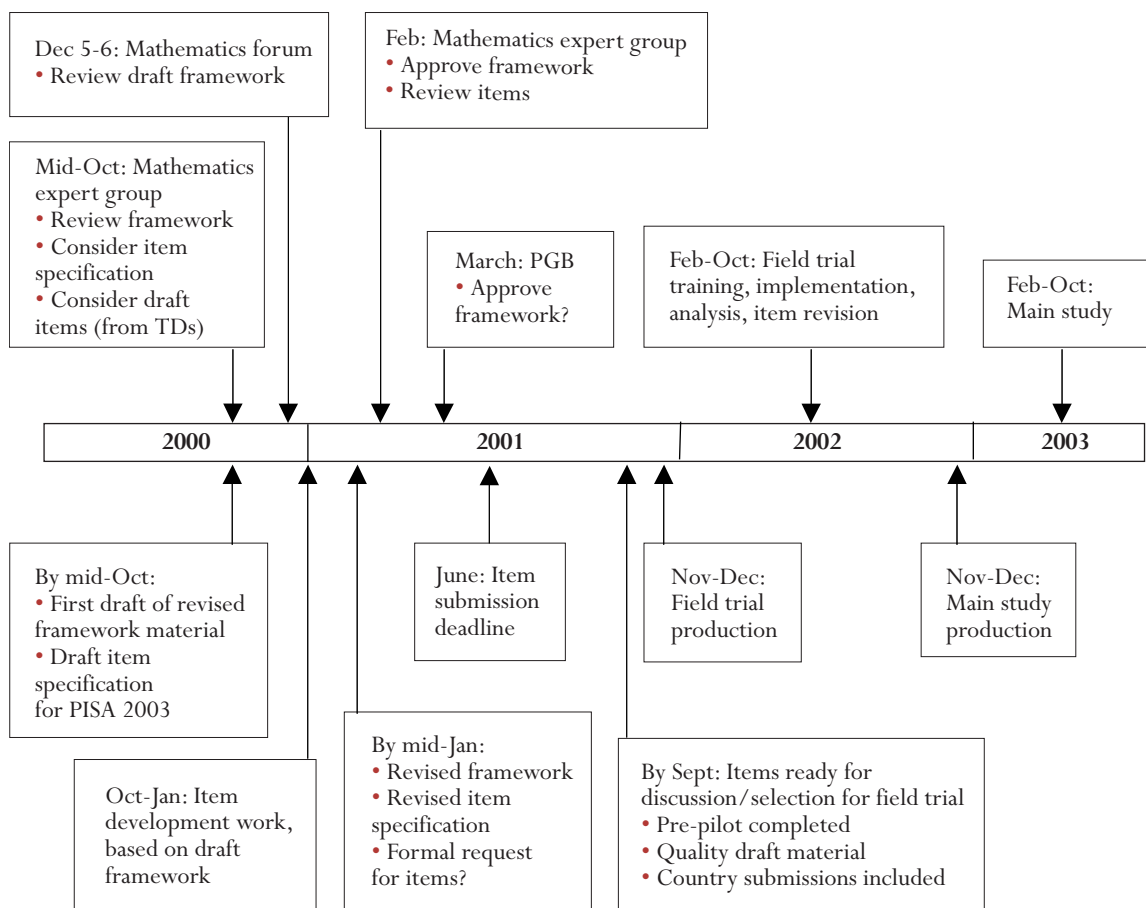 Dec 5-6: Mathematics forum
• Review draft framework
Feb: Mathematics expert group
• Approve framework
• Review items
Mid-Oct: Mathematics
expert group
• Review framework
• Consider item
specification
• Consider draft
items (from TDs)
March: PGB
• Approve
framework?
Feb-Oct: Field trial
training, implementation,
analysis, item revision
Feb-Oct:
Main study
2000
2001
2002
2003
By mid-Oct:
• First draft of revised
framework material
• Draft item
specification
for PISA 2003
June: Item
submission
deadline
Nov-Dec:
Field trial
production
Nov-Dec:
Main study
production
Oct-Jan: Item
development work,
based on draft
framework
By mid-Jan:
• Revised framework
• Revised item
specification
• Formal request
for items?
By Sept: Items ready for
discussion/selection for field trial
• Pre-pilot completed
• Quality draft material
• Country submissions included